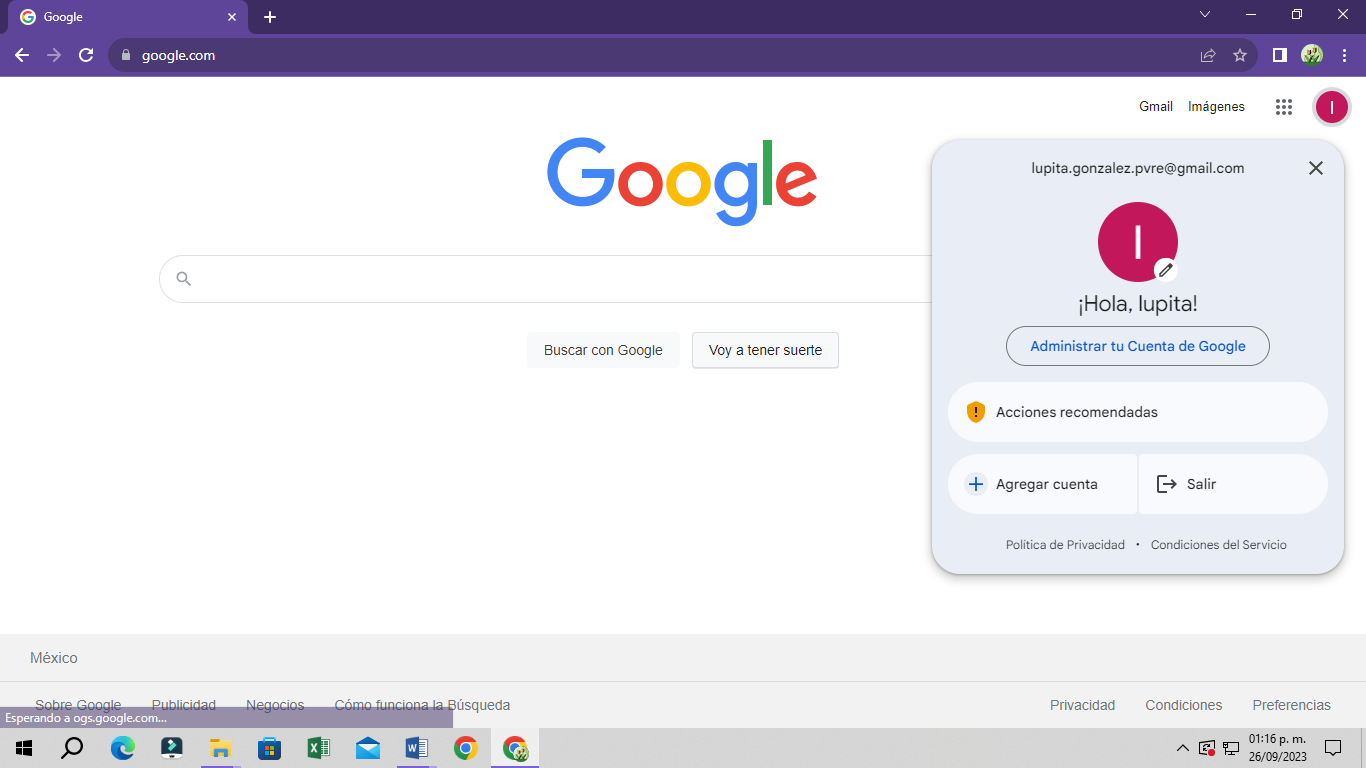 Google
google.com
Gmail Imágenes
I
Google
lupita.gonzalez.pvre@gmail.com
l
¡Hola, lupita!
Administrar tu Cuenta de Google
Buscar con Google Voy a tener suerte
Acciones recomendadas
Agregar cuenta Salir
Política de Privacidad • Condiciones del Servicio
México
Sobre Google Publicidad Negocios Cómo funciona la Búsqueda Privacidad Condiciones Preferencias
Esperando a ogs.google.com...
01:16 p. m.
26/09/2023